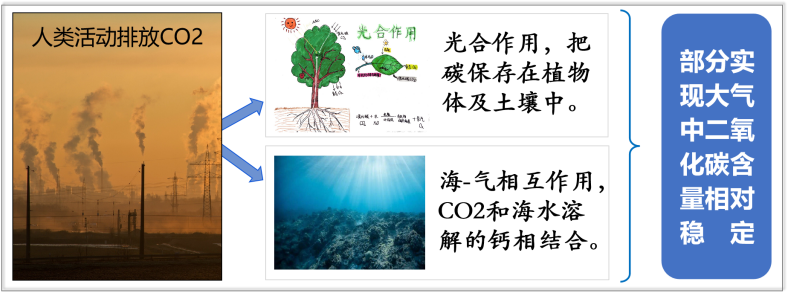 人类活动排放CO2
光合作用
光合作用，把
碳保存在植物
体及土壤中。
海-气相互作用，
CO2和海水溶
解的钙相结合。
部分实
现大气
中二氧
化碳含
量相对
稳 定